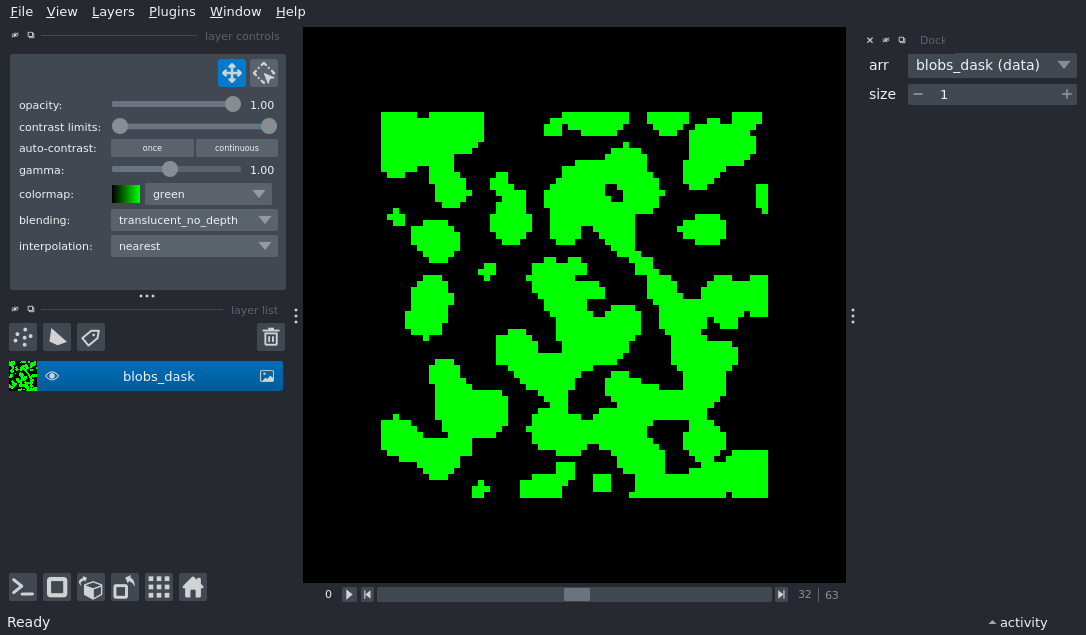 File View Layers Plugins Window Help
layer controls
opacity: 1.00
contrast limits:
auto-contrast: once continuous
gamma: 1.00
colormap: green
blending: translucent_no_depth
interpolation: nearest
layer list
blobs_dask
0 32 63
Dock
arr blobs_dask (data)
size 1
Ready
activity